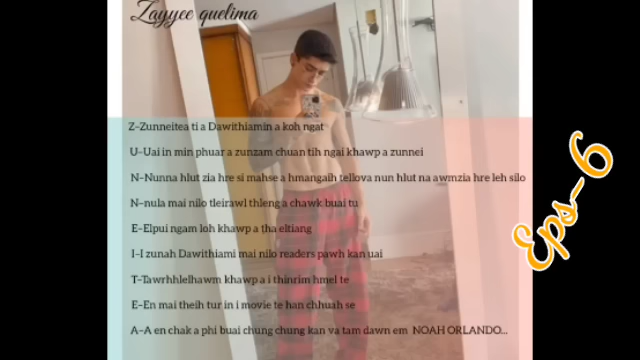 Zayyee quelima
Z–Zunneitea ti a Dawithiamin a koh ngat
U–Uai in min phuar a zunzam chuan tih ngai khawp a zunnei
N–Nunna hlut zia hre si mahse a hmangaih tellova nun hlut na awmzia hre leh silo
N–nula mai nilo tleirawl thleng a chawk buai tu
E–Elpui ngam loh khawp a tha eltiang
I–I zunah Dawithiami mai nilo readers pawh kan uai
T–Tawrhhlelhawm khawp a i thinrim hmel te
E–En mai theih tur in i movie te han chhuah se
A–A en chak a phi buai chung chung kan va tam dawn em NOAH ORLANDO...
Eps–6